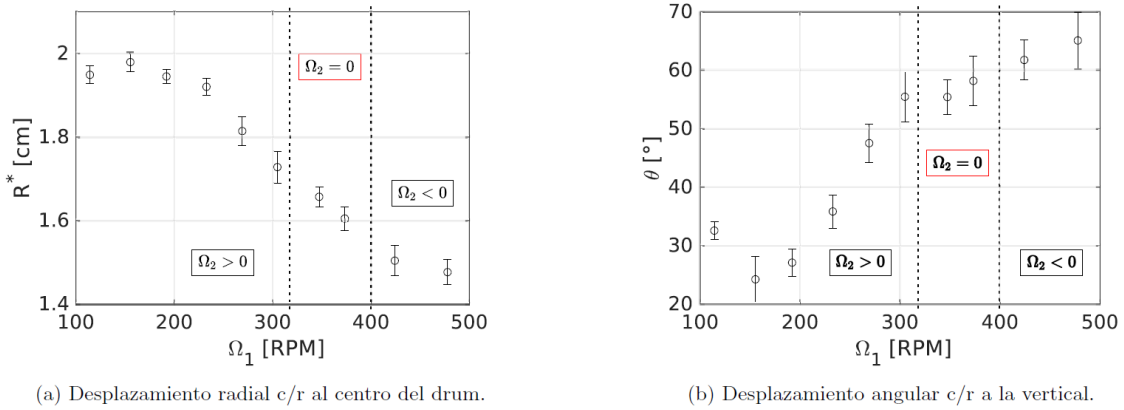 2
1.8
1.6
1.4
R* [cm]
Ω₂ = 0
Ω₂ < 0
Ω₂ > 0
100 200 300 400 500
Ω₁ [RPM]
(a) Desplazamiento radial c/r al centro del drum.
70
60
50
40
30
20
θ [°]
Ω₂ = 0
Ω₂ > 0
Ω₂ < 0
100 200 300 400 500
Ω₁ [RPM]
(b) Desplazamiento angular c/r a la vertical.